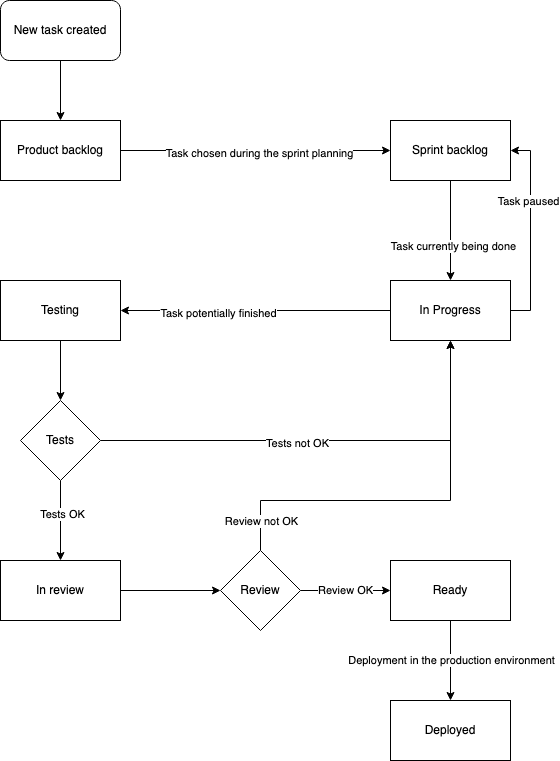 New task created
Product backlog
Task chosen during the sprint planning
Sprint backlog
Task paused
Task currently being done
Testing
Task potentially finished
In Progress
Tests
Tests not OK
Tests OK
Review not OK
In review
Review
Review OK
Ready
Deployment in the production environment
Deployed